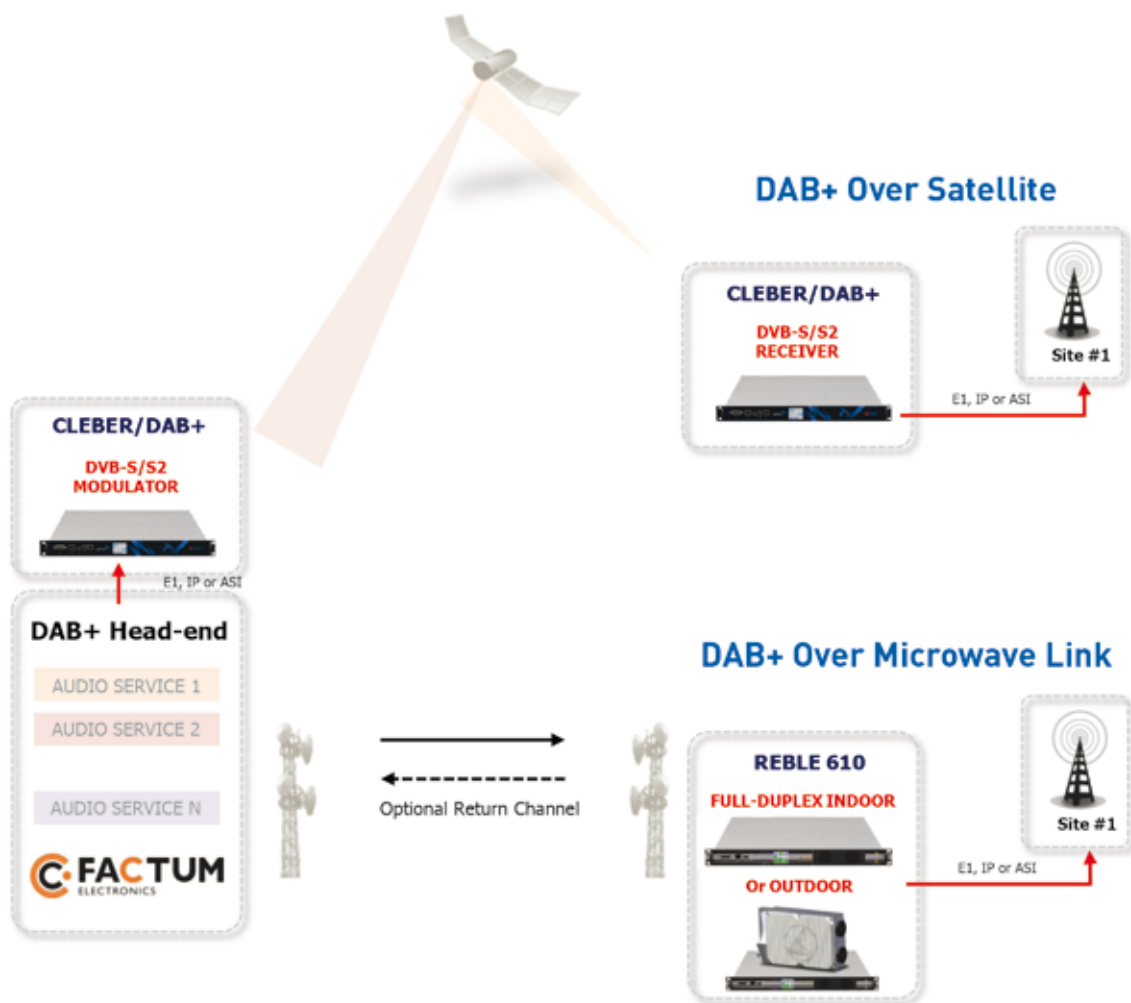 DAB+ Over Satellite
CLEBER/DAB+
DVB-S/S2
RECEIVER
Site #1
E1, IP or ASI
CLEBER/DAB+
DVB-S/S2
MODULATOR
E1, IP or ASI
DAB+ Head-end
AUDIO SERVICE 1
AUDIO SERVICE 2
AUDIO SERVICE N
FACTUM
ELECTRONICS
Optional Return Channel
DAB+ Over Microwave Link
REBLE 610
FULL-DUPLEX INDOOR
Or OUTDOOR
Site #1
E1, IP or ASI